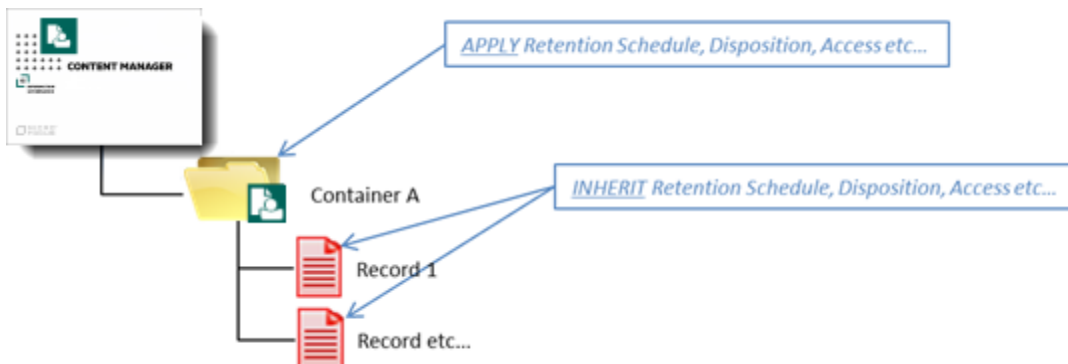 CONTENT MANAGER
APPLY Retention Schedule, Disposition, Access etc...
Container A
INHERIT Retention Schedule, Disposition, Access etc...
Record 1
Record etc...